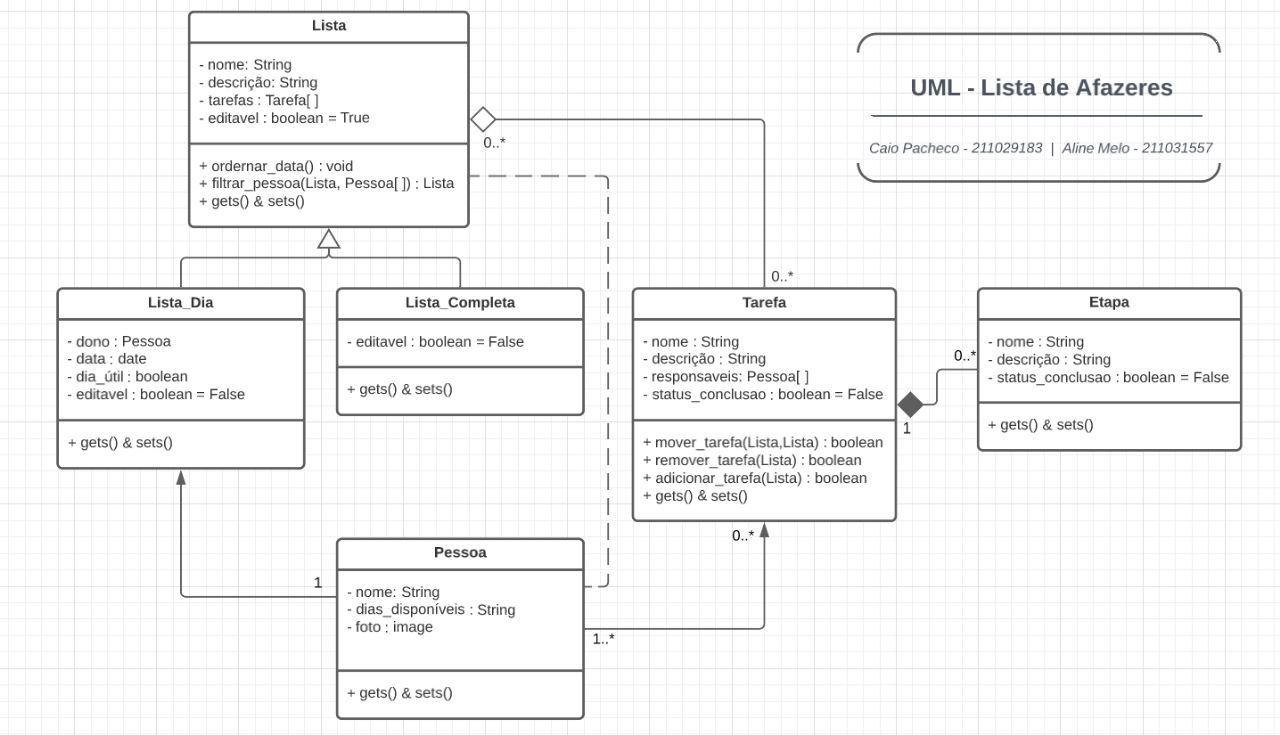 Lista
- nome: String
- descrição: String
- tarefas : Tarefa[ ]
- editavel : boolean = True
+ ordernar_data() : void
+ filtrar_pessoa(Lista, Pessoa[ ]) : Lista
+ gets() & sets()
0..*
0..*
UML - Lista de Afazeres
Caio Pacheco - 211029183 | Aline Melo - 211031557
Lista_Dia
- dono : Pessoa
- data : date
- dia_útil : boolean
- editavel : boolean = False
+ gets() & sets()
Lista_Completa
- editavel : boolean = False
+ gets() & sets()
Tarefa
- nome : String
- descrição : String
- responsaveis: Pessoa[ ]
- status_conclusao : boolean = False
+ mover_tarefa(Lista,Lista) : boolean
+ remover_tarefa(Lista) : boolean
+ adicionar_tarefa(Lista) : boolean
+ gets() & sets()
0..*
1
Etapa
- nome : String
- descrição : String
- status_conclusao : boolean = False
+ gets() & sets()
0..*
1
1..*
Pessoa
- nome: String
- dias_disponíveis : String
- foto : image
+ gets() & sets()